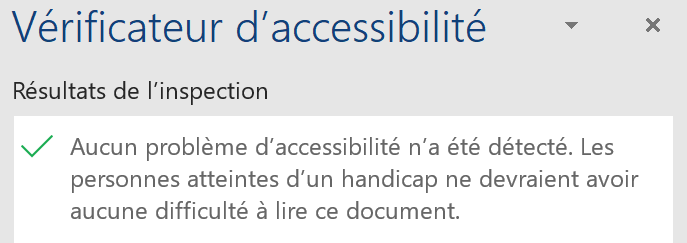 Vérificateur d’accessibilité
Résultats de l’inspection
Aucun problème d’accessibilité n’a été détecté. Les
personnes atteintes d’un handicap ne devraient avoir
aucune difficulté à lire ce document.